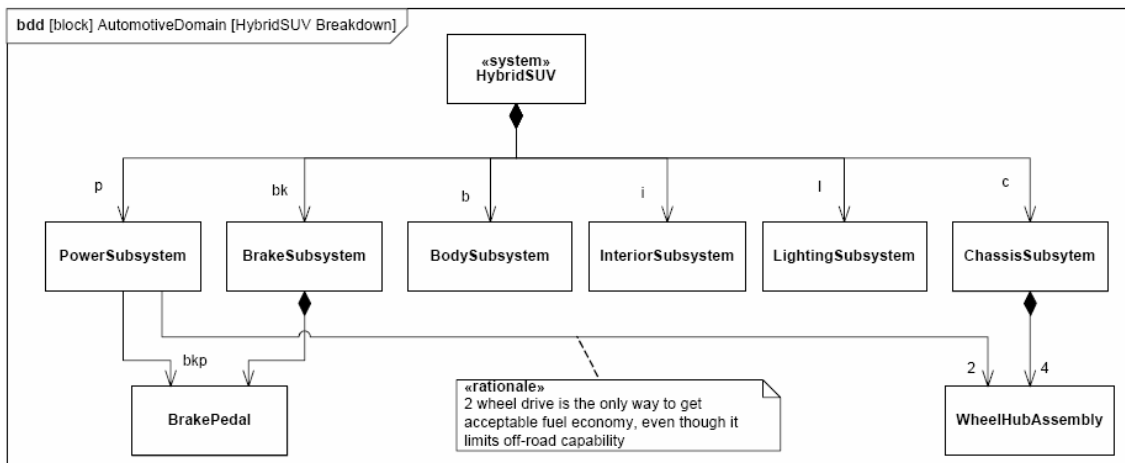 bdd [block] AutomotiveDomain [HybridSUV Breakdown]
«system»
HybridSUV
p
bk
b
i
l
c
PowerSubsystem
BrakeSubsystem
BodySubsystem
InteriorSubsystem
LightingSubsystem
ChassisSubsytem
bkp
2
4
BrakePedal
«rationale»
2 wheel drive is the only way to get
acceptable fuel economy, even though it
limits off-road capability
WheelHubAssembly